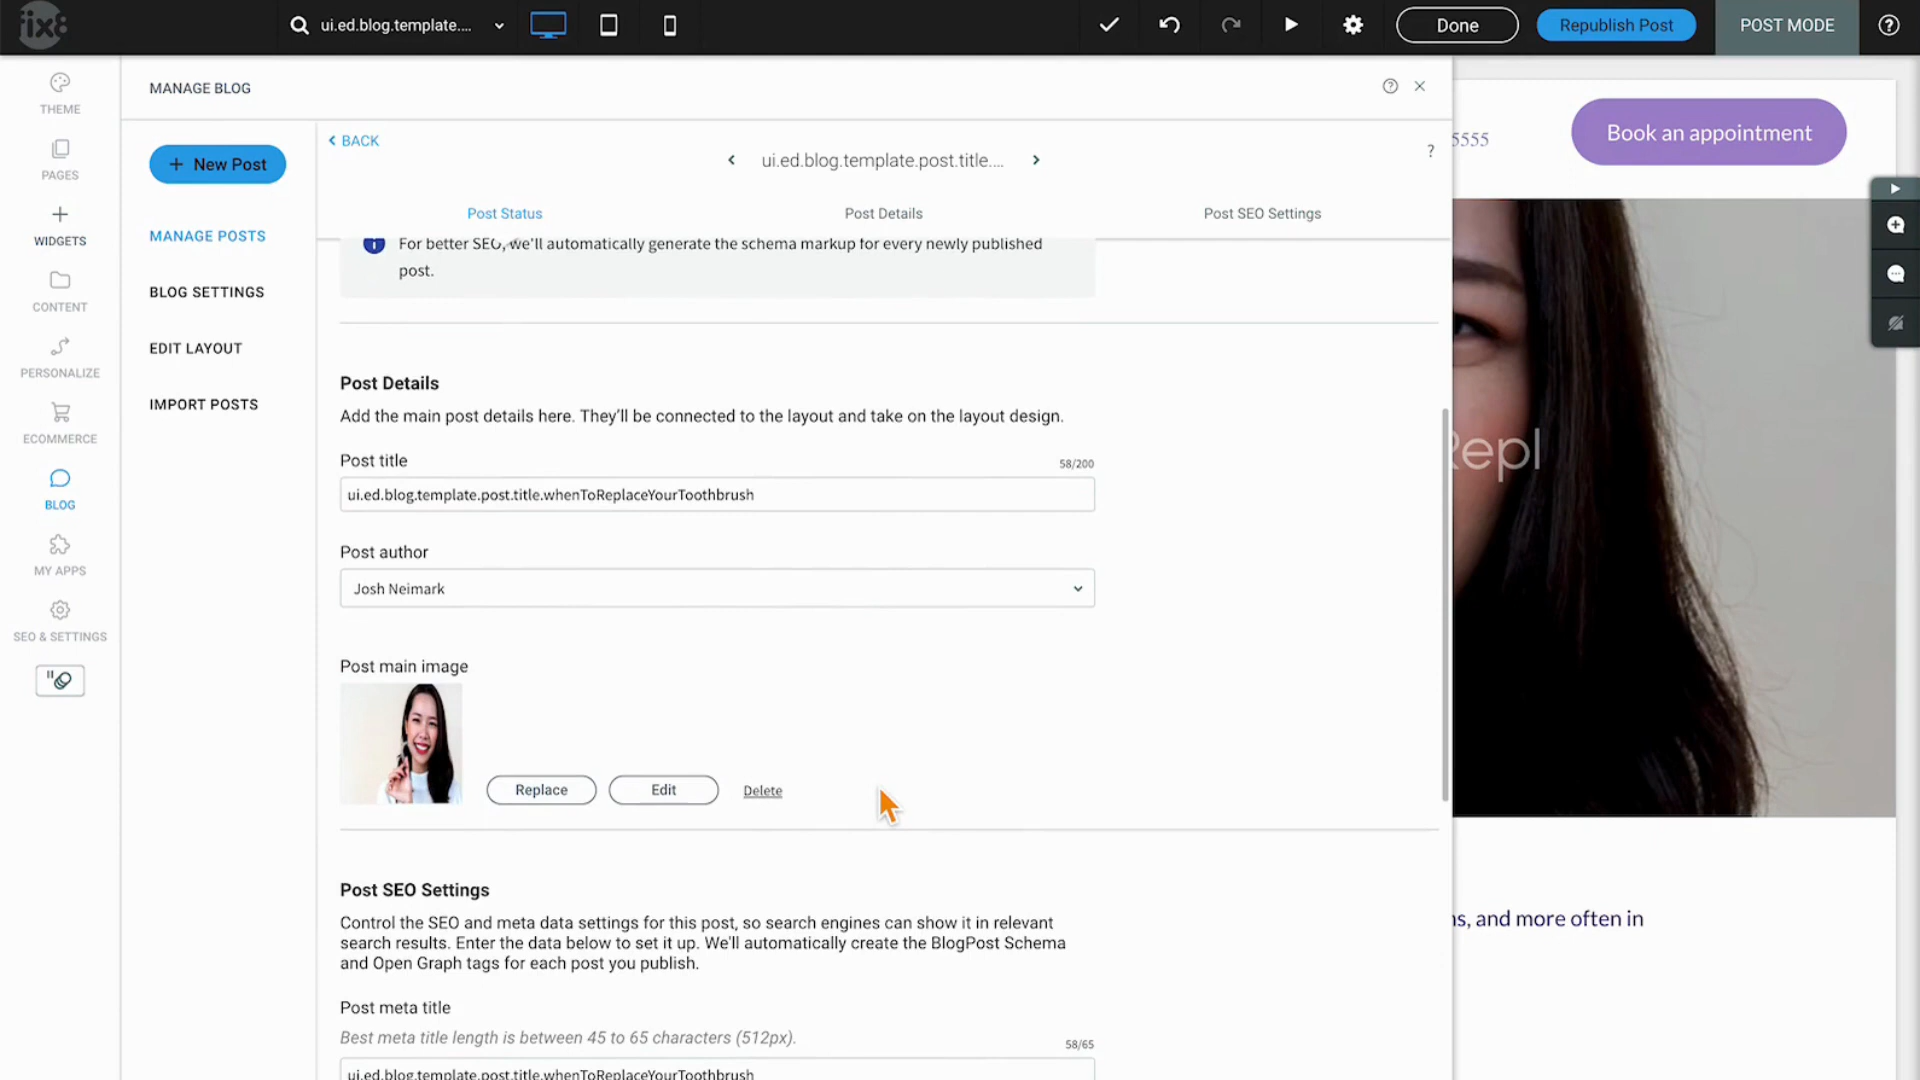 ui.ed.blog.template....
Done
Republish Post
POST MODE
THEME
PAGES
WIDGETS
CONTENT
PERSONALIZE
ECOMMERCE
BLOG
MY APPS
SEO & SETTINGS
MANAGE BLOG
+ New Post
MANAGE POSTS
BLOG SETTINGS
EDIT LAYOUT
IMPORT POSTS
< BACK
ui.ed.blog.template.post.title....
?
Post Status
Post Details
Post SEO Settings
For better SEO, we'll automatically generate the schema markup for every newly published
post.
Post Details
Add the main post details here. They'll be connected to the layout and take on the layout design.
Post title
58/200
ui.ed.blog.template.post.title.whenToReplaceYourToothbrush
Post author
Josh Neimark
Post main image
Replace
Edit
Delete
Post SEO Settings
Control the SEO and meta data settings for this post, so search engines can show it in relevant
search results. Enter the data below to set it up. We'll automatically create the BlogPost Schema
and Open Graph tags for each post you publish.
Post meta title
Best meta title length is between 45 to 65 characters (512px).
58/65
ui.ed.blog.template.post.title.whenToReplaceYourToothbrush
5555
Book an appointment
Repl
, and more often in